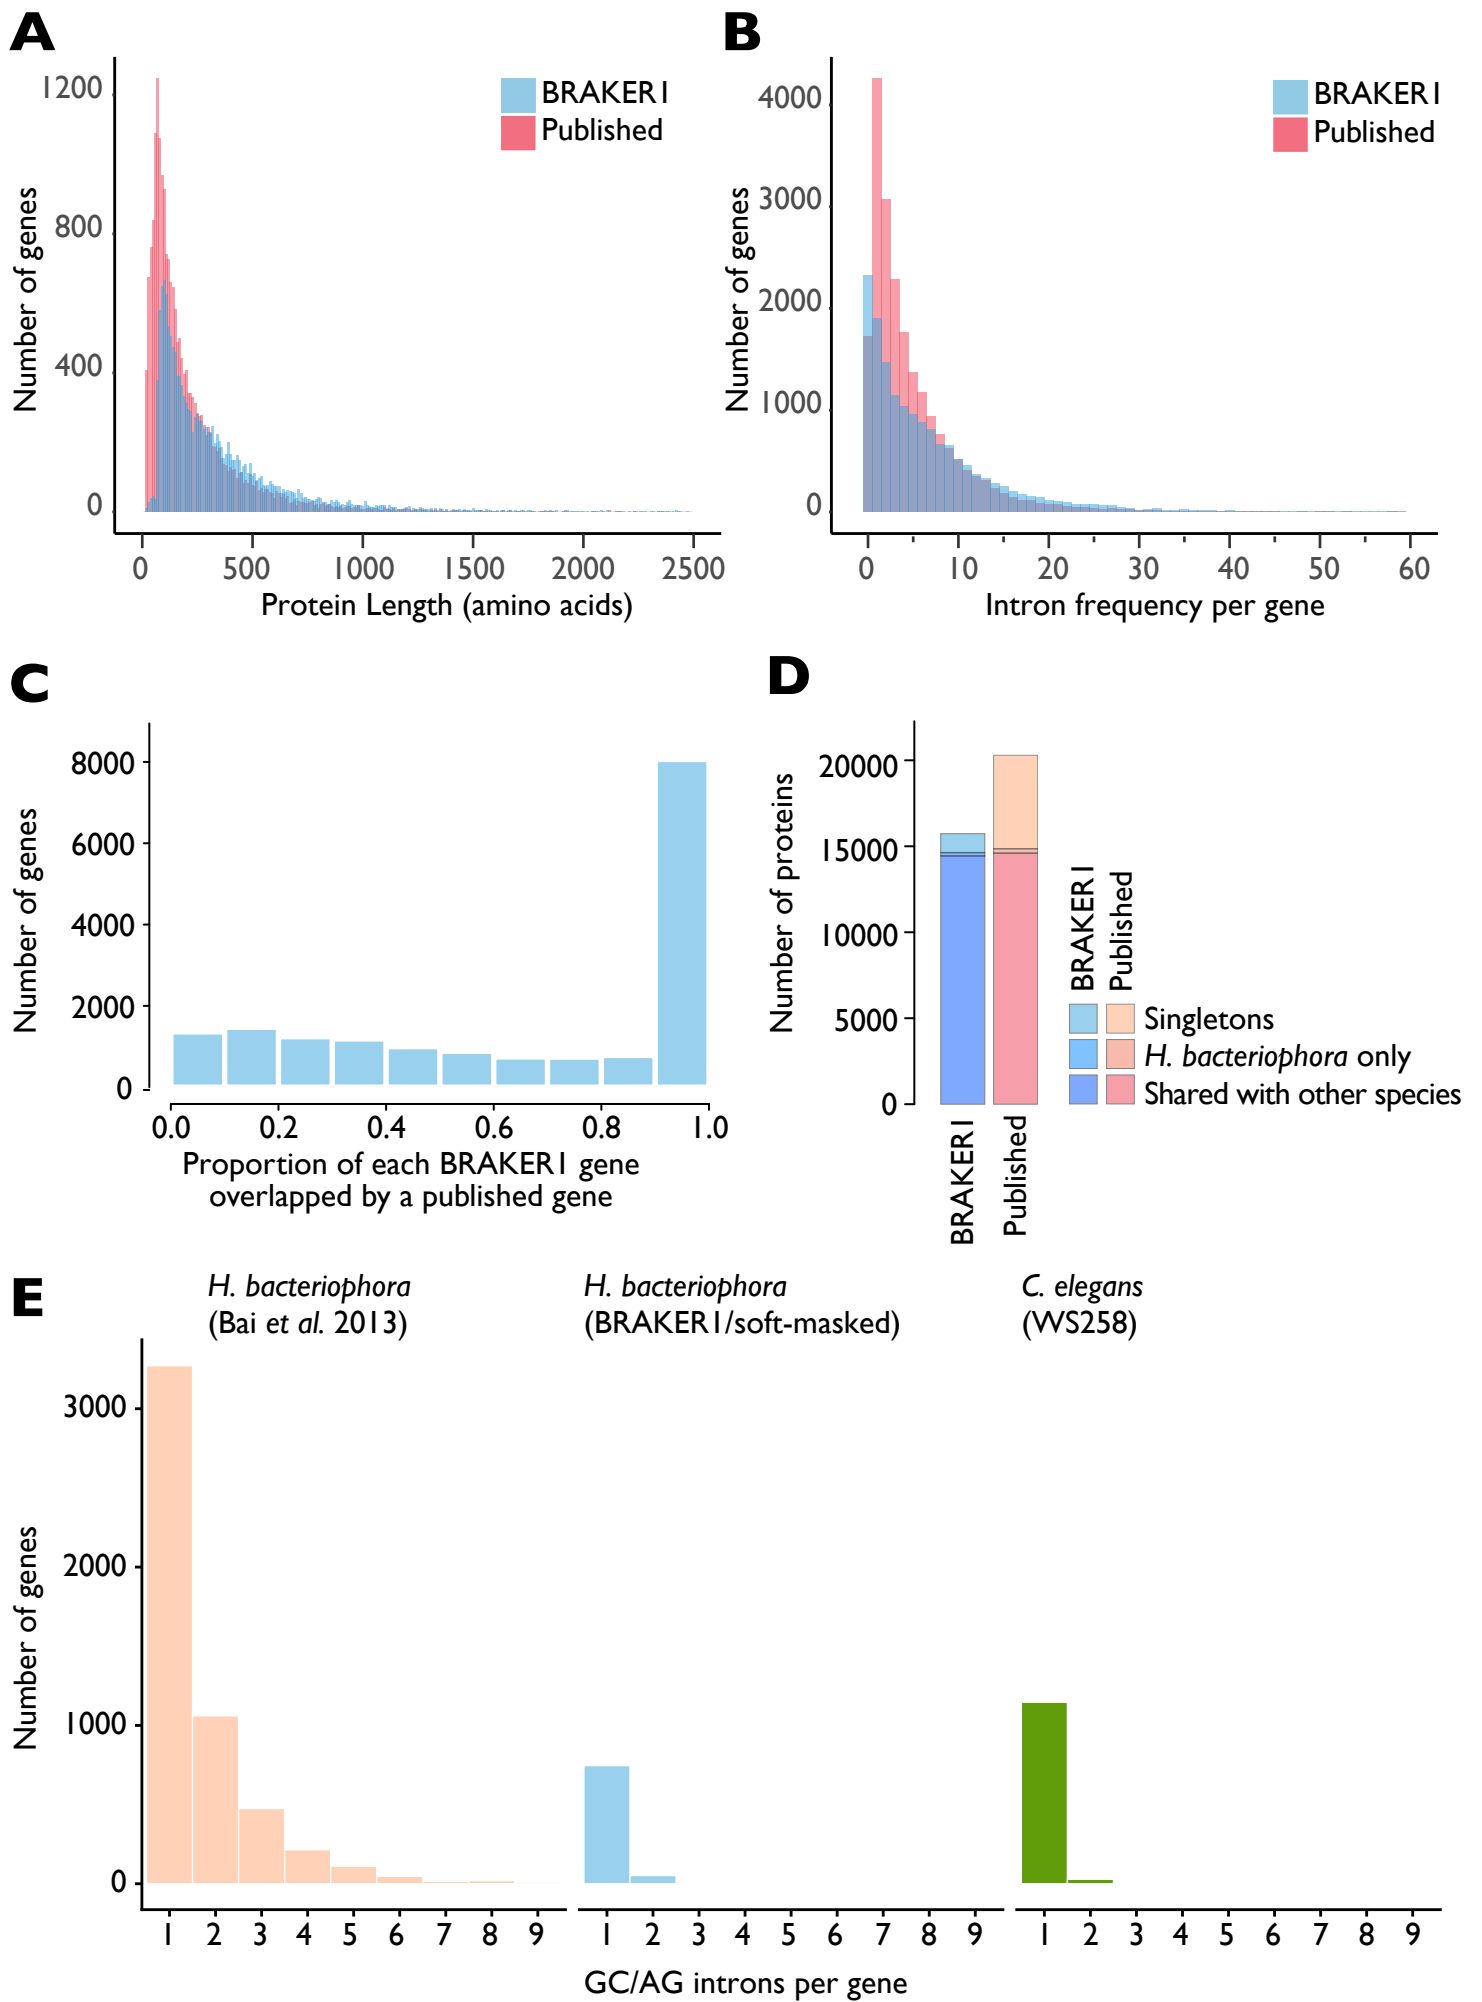 A
Number of genes
1200
800
400
0
BRAKER1
Published
0 500 1000 1500 2000 2500
Protein Length (amino acids)
B
Number of genes
4000
3000
2000
1000
0
BRAKER1
Published
0 10 20 30 40 50 60
Intron frequency per gene
C
Number of genes
8000
6000
4000
2000
0
0.0 0.2 0.4 0.6 0.8 1.0
Proportion of each BRAKER1 gene
overlapped by a published gene
D
Number of proteins
20000
15000
10000
5000
0
BRAKER1
Published
BRAKER1
Published
Singletons
H. bacteriophora only
Shared with other species
E
H. bacteriophora
(Bai et al. 2013)
H. bacteriophora
(BRAKER1/soft-masked)
C. elegans
(WS258)
Number of genes
3000
2000
1000
0
1 2 3 4 5 6 7 8 9
1 2 3 4 5 6 7 8 9
1 2 3 4 5 6 7 8 9
GC/AG introns per gene